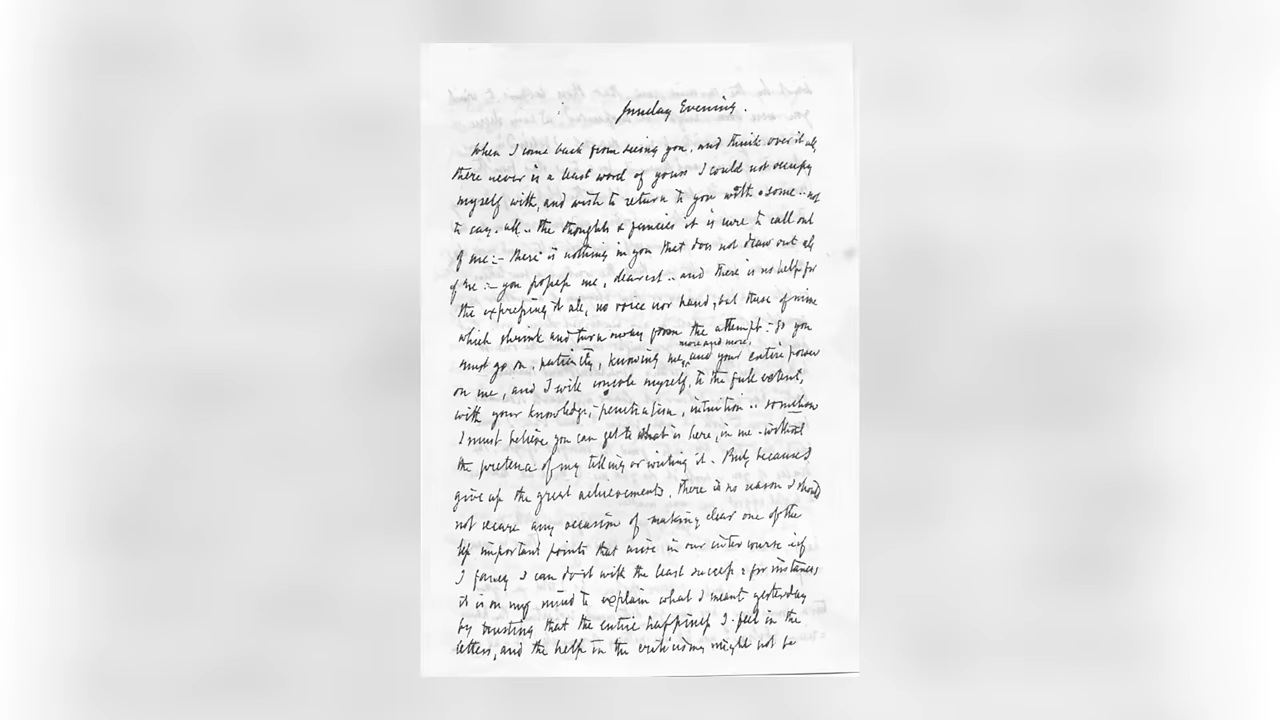 Sunday Evening.
When I come back from seeing you, and think over it all
there never is a least word of yours I could not occupy
myself with, and wish to return to you with some .. not
to say, all .. the thoughts & fancies it is sure to call out
of me :- There is nothing in you that does not draw out all
of me :- you possess me, dearest .. and there is no help for
the expressing it all, no voice nor hand, but these of mine
which shrink and turn away from the attempt : so you
must go on, patiently, knowing me
more and more,
and your entire power
on me, and I will console myself, to the full extent,
with your knowledge, - penetration, intuition .. somehow
I must believe you can get to what is here, in me - without
the pretence of my telling or writing it . But, because I
give up the great achievements, there is no reason I should
not secure any occasion of making clear one of the
less important points that arise in our intercourse if
I fancy I can do it with the least success : for instance,
it is on my mind to explain what I meant yesterday
by trusting that the entire happiness I feel in the
letters, and the help in the criticising might not be